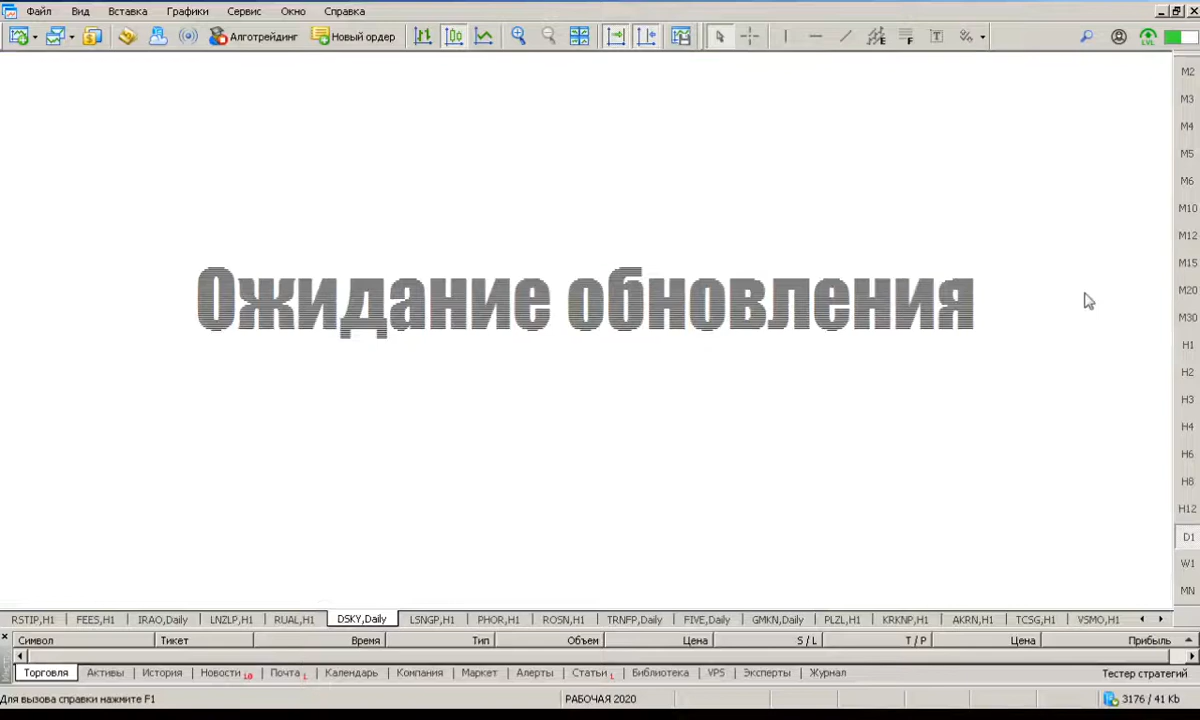 Файл Вид Вставка Графики Сервис Окно Справка
Алготрейдинг Новый ордер T LVL
M2
M3
M4
M5
M6
M10
M12
M15
M20
M30
H1
H2
H3
H4
H6
H8
H12
D1
W1
MN
Ожидание обновления
RSTIP,H1 FEES,H1 IRAO,Daily LNZLP,H1 RUAL,H1 DSKY,Daily LSNGP,H1 PHOR,H1 ROSN,H1 TRNFP,Daily FIVE,Daily GMKN,Daily PLZL,H1 KRKNP,H1 AKRN,H1 TCSG,H1 VSMO,H1
Символ Тикет Время Тип Объем Цена S / L T / P Цена Прибыль
Торговля Активы История Новости 10 Почта 1 Календарь Компания Маркет Алерты Статьи 1 Библиотека VPS Эксперты Журнал Тестер стратегий
Для вызова справки нажмите F1 РАБОЧАЯ 2020 3176 / 41 Kb